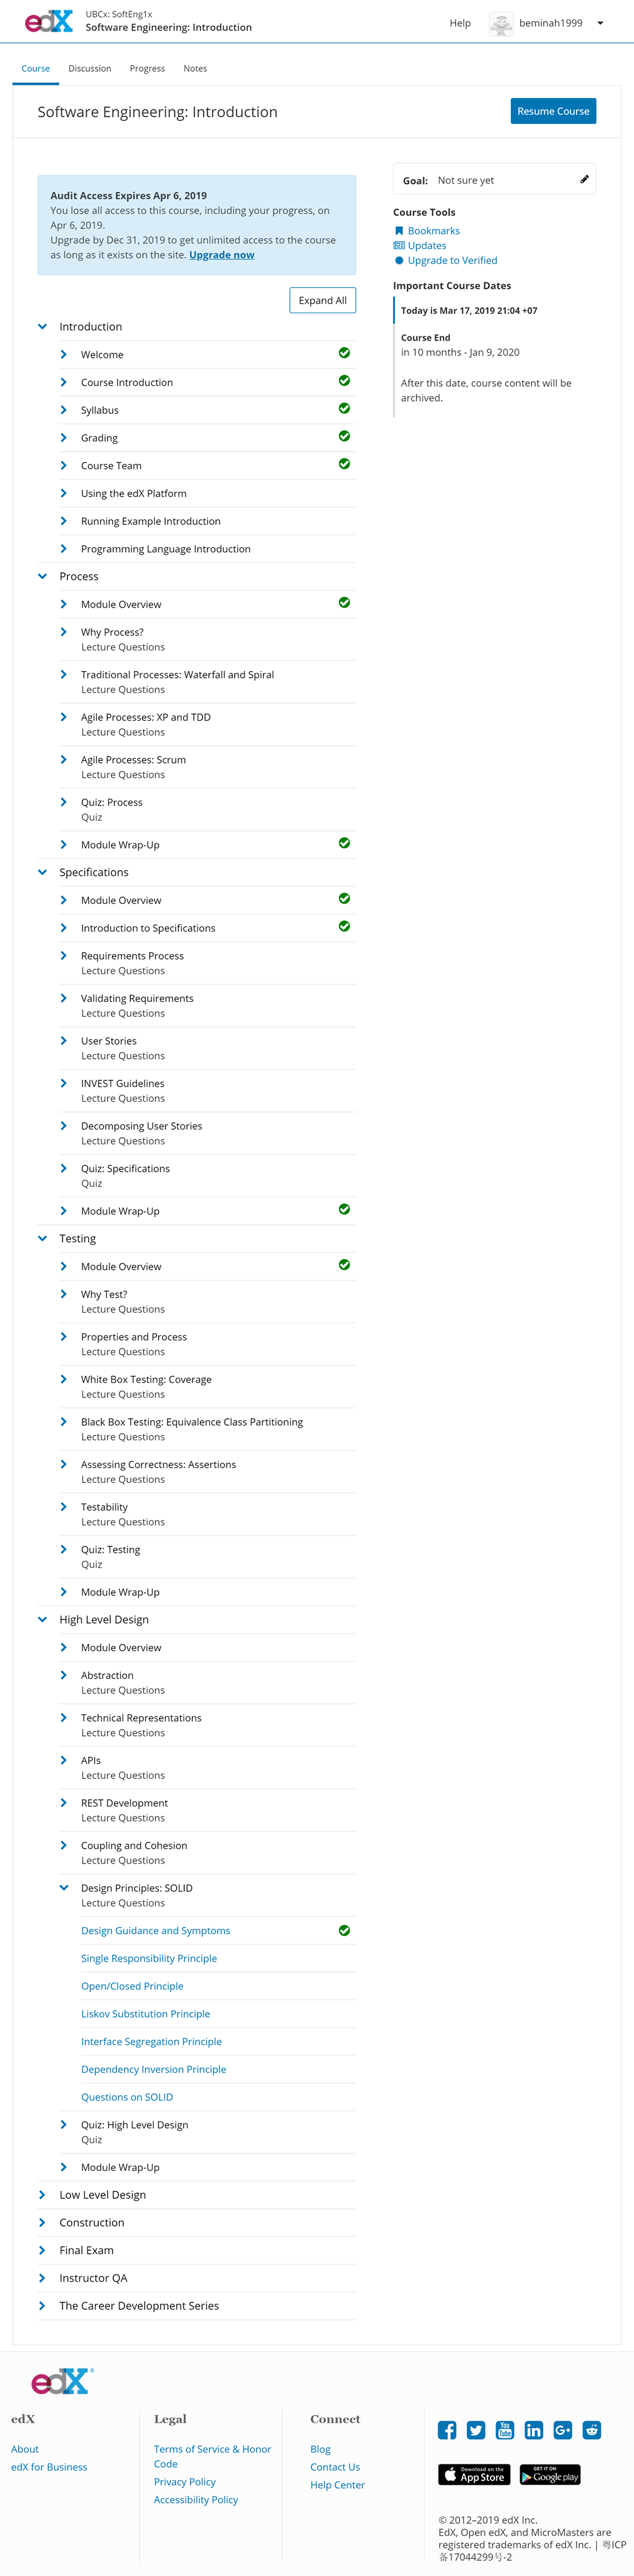 edX
UBCx: SoftEng1x
Software Engineering: Introduction
Help
beminah1999
Course
Discussion
Progress
Notes
Software Engineering: Introduction
Resume Course
Audit Access Expires Apr 6, 2019
You lose all access to this course, including your progress, on
Apr 6, 2019.
Upgrade by Dec 31, 2019 to get unlimited access to the course
as long as it exists on the site. Upgrade now
Goal: Not sure yet
Course Tools
Bookmarks
Updates
Upgrade to Verified
Important Course Dates
Today is Mar 17, 2019 21:04 +07
Course End
in 10 months - Jan 9, 2020
After this date, course content will be
archived.
Expand All
Introduction
Welcome
Course Introduction
Syllabus
Grading
Course Team
Using the edX Platform
Running Example Introduction
Programming Language Introduction
Process
Module Overview
Why Process?
Lecture Questions
Traditional Processes: Waterfall and Spiral
Lecture Questions
Agile Processes: XP and TDD
Lecture Questions
Agile Processes: Scrum
Lecture Questions
Quiz: Process
Quiz
Module Wrap-Up
Specifications
Module Overview
Introduction to Specifications
Requirements Process
Lecture Questions
Validating Requirements
Lecture Questions
User Stories
Lecture Questions
INVEST Guidelines
Lecture Questions
Decomposing User Stories
Lecture Questions
Quiz: Specifications
Quiz
Module Wrap-Up
Testing
Module Overview
Why Test?
Lecture Questions
Properties and Process
Lecture Questions
White Box Testing: Coverage
Lecture Questions
Black Box Testing: Equivalence Class Partitioning
Lecture Questions
Assessing Correctness: Assertions
Lecture Questions
Testability
Lecture Questions
Quiz: Testing
Quiz
Module Wrap-Up
High Level Design
Module Overview
Abstraction
Lecture Questions
Technical Representations
Lecture Questions
APIs
Lecture Questions
REST Development
Lecture Questions
Coupling and Cohesion
Lecture Questions
Design Principles: SOLID
Lecture Questions
Design Guidance and Symptoms
Single Responsibility Principle
Open/Closed Principle
Liskov Substitution Principle
Interface Segregation Principle
Dependency Inversion Principle
Questions on SOLID
Quiz: High Level Design
Quiz
Module Wrap-Up
Low Level Design
Construction
Final Exam
Instructor QA
The Career Development Series
edX
edX
About
edX for Business
Legal
Terms of Service & Honor
Code
Privacy Policy
Accessibility Policy
Connect
Blog
Contact Us
Help Center
You
Tube
in
G+
Download on the
App Store
GET IT ON
Google play
© 2012–2019 edX Inc.
EdX, Open edX, and MicroMasters are
registered trademarks of edX Inc. | 粤ICP
备17044299号-2